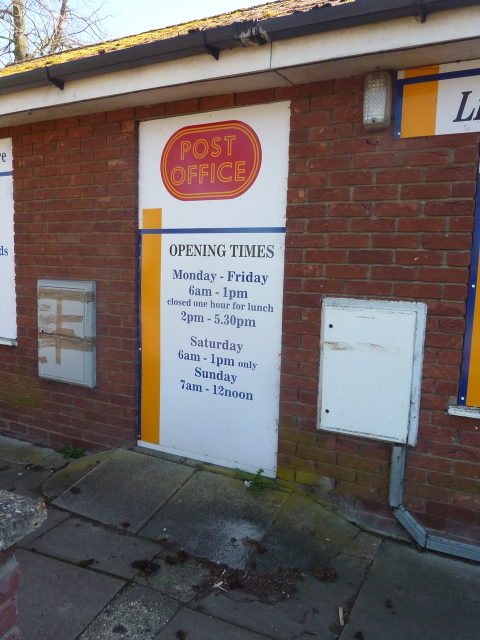 POST
OFFICE
OPENING TIMES
Monday - Friday
6am - 1pm
closed one hour for lunch
2pm - 5.30pm
Saturday
6am - 1pm only
Sunday
7am - 12noon